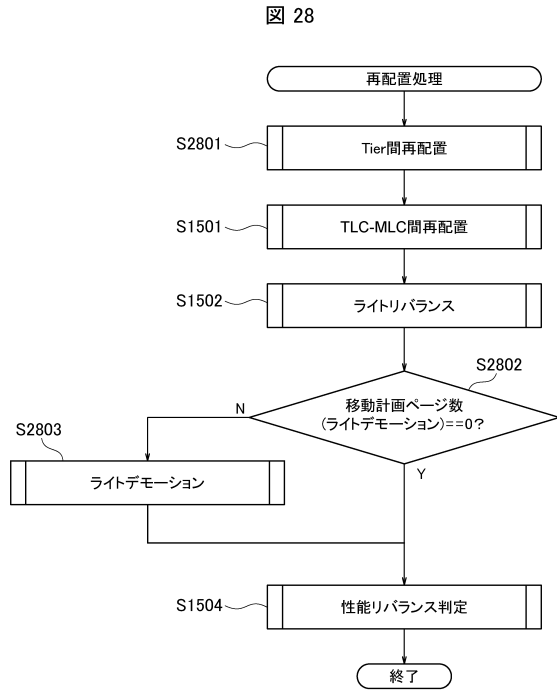 図 28
再配置処理
S2801
Tier間再配置
S1501
TLC-MLC間再配置
S1502
ライトリバランス
S2802
移動計画ページ数
(ライトデモーション)==0?
N
Y
S2803
ライトデモーション
S1504
性能リバランス判定
終了